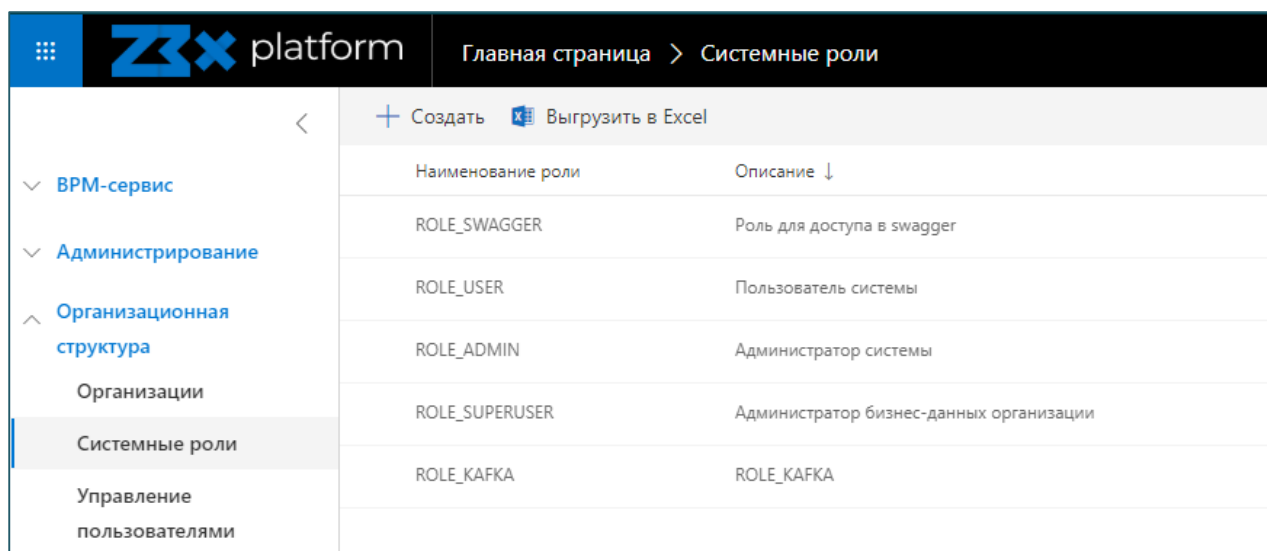 Z3X platform
Главная страница > Системные роли
Создать Выгрузить в Excel
BPM-сервис
Администрирование
Организационная
структура
Организации
Системные роли
Управление
пользователями
Наименование роли Описание ↓
ROLE_SWAGGER Роль для доступа в swagger
ROLE_USER Пользователь системы
ROLE_ADMIN Администратор системы
ROLE_SUPERUSER Администратор бизнес-данных организации
ROLE_KAFKA ROLE_KAFKA